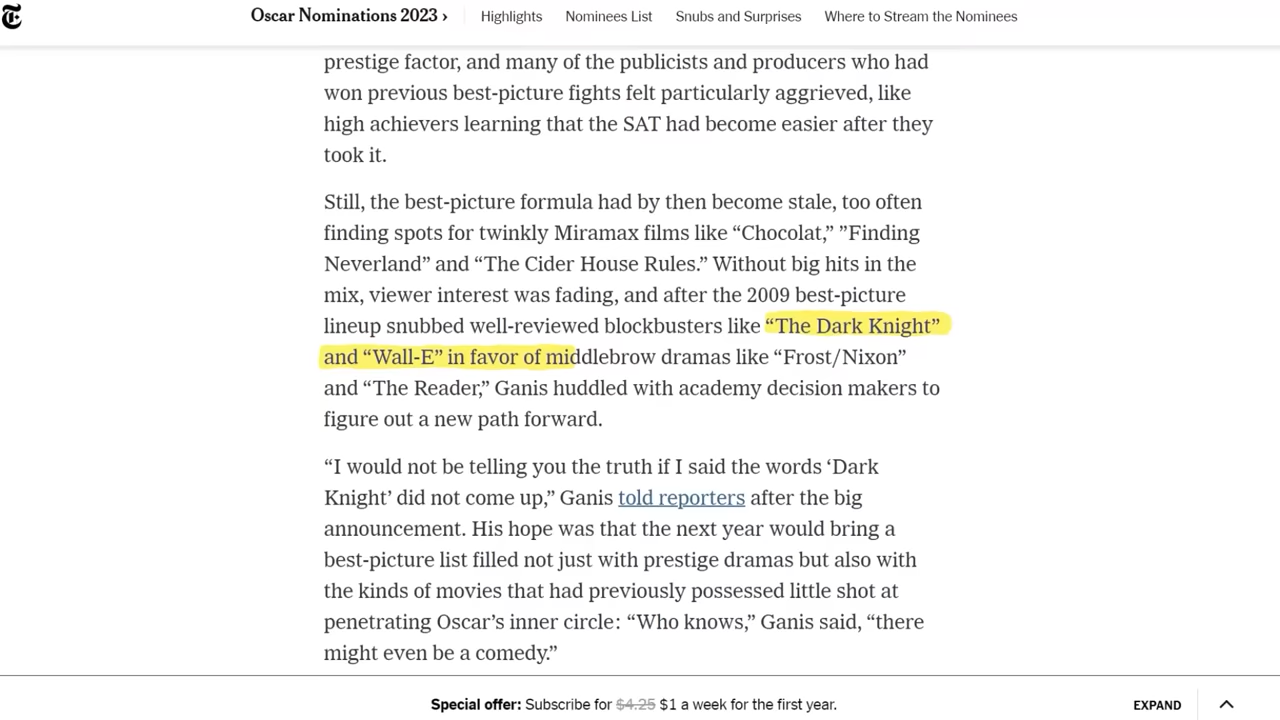 T
Oscar Nominations 2023 › Highlights Nominees List Snubs and Surprises Where to Stream the Nominees
prestige factor, and many of the publicists and producers who had
won previous best-picture fights felt particularly aggrieved, like
high achievers learning that the SAT had become easier after they
took it.
Still, the best-picture formula had by then become stale, too often
finding spots for twinkly Miramax films like “Chocolat,” ”Finding
Neverland” and “The Cider House Rules.” Without big hits in the
mix, viewer interest was fading, and after the 2009 best-picture
lineup snubbed well-reviewed blockbusters like “The Dark Knight”
and “Wall-E” in favor of middlebrow dramas like “Frost/Nixon”
and “The Reader,” Ganis huddled with academy decision makers to
figure out a new path forward.
“I would not be telling you the truth if I said the words ‘Dark
Knight’ did not come up,” Ganis told reporters after the big
announcement. His hope was that the next year would bring a
best-picture list filled not just with prestige dramas but also with
the kinds of movies that had previously possessed little shot at
penetrating Oscar’s inner circle: “Who knows,” Ganis said, “there
might even be a comedy.”
Special offer: Subscribe for $4.25 $1 a week for the first year. EXPAND